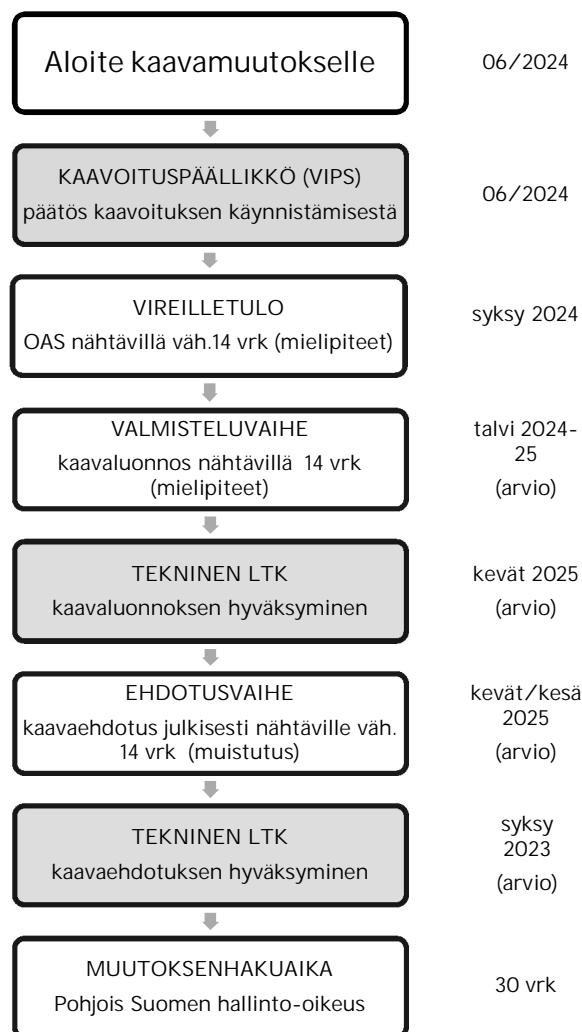 Aloite kaavamuutokselle
06/2024
KAAVOITUSPÄÄLLIKKÖ (VIPS)
päätös kaavoituksen käynnistämisestä
06/2024
VIREILLETULO
OAS nähtävillä väh.14 vrk (mielipiteet)
syksy 2024
VALMISTELUVAIHE
kaavaluonnos nähtävillä 14 vrk
(mielipiteet)
talvi 2024-
25
(arvio)
TEKNINEN LTK
kaavaluonnoksen hyväksyminen
kevät 2025
(arvio)
EHDOTUSVAIHE
kaavaehdotus julkisesti nähtäville väh.
14 vrk (muistutus)
kevät/kesä
2025
(arvio)
TEKNINEN LTK
kaavaehdotuksen hyväksyminen
syksy
2023
(arvio)
MUUTOKSENHAKUAIKA
Pohjois Suomen hallinto-oikeus
30 vrk